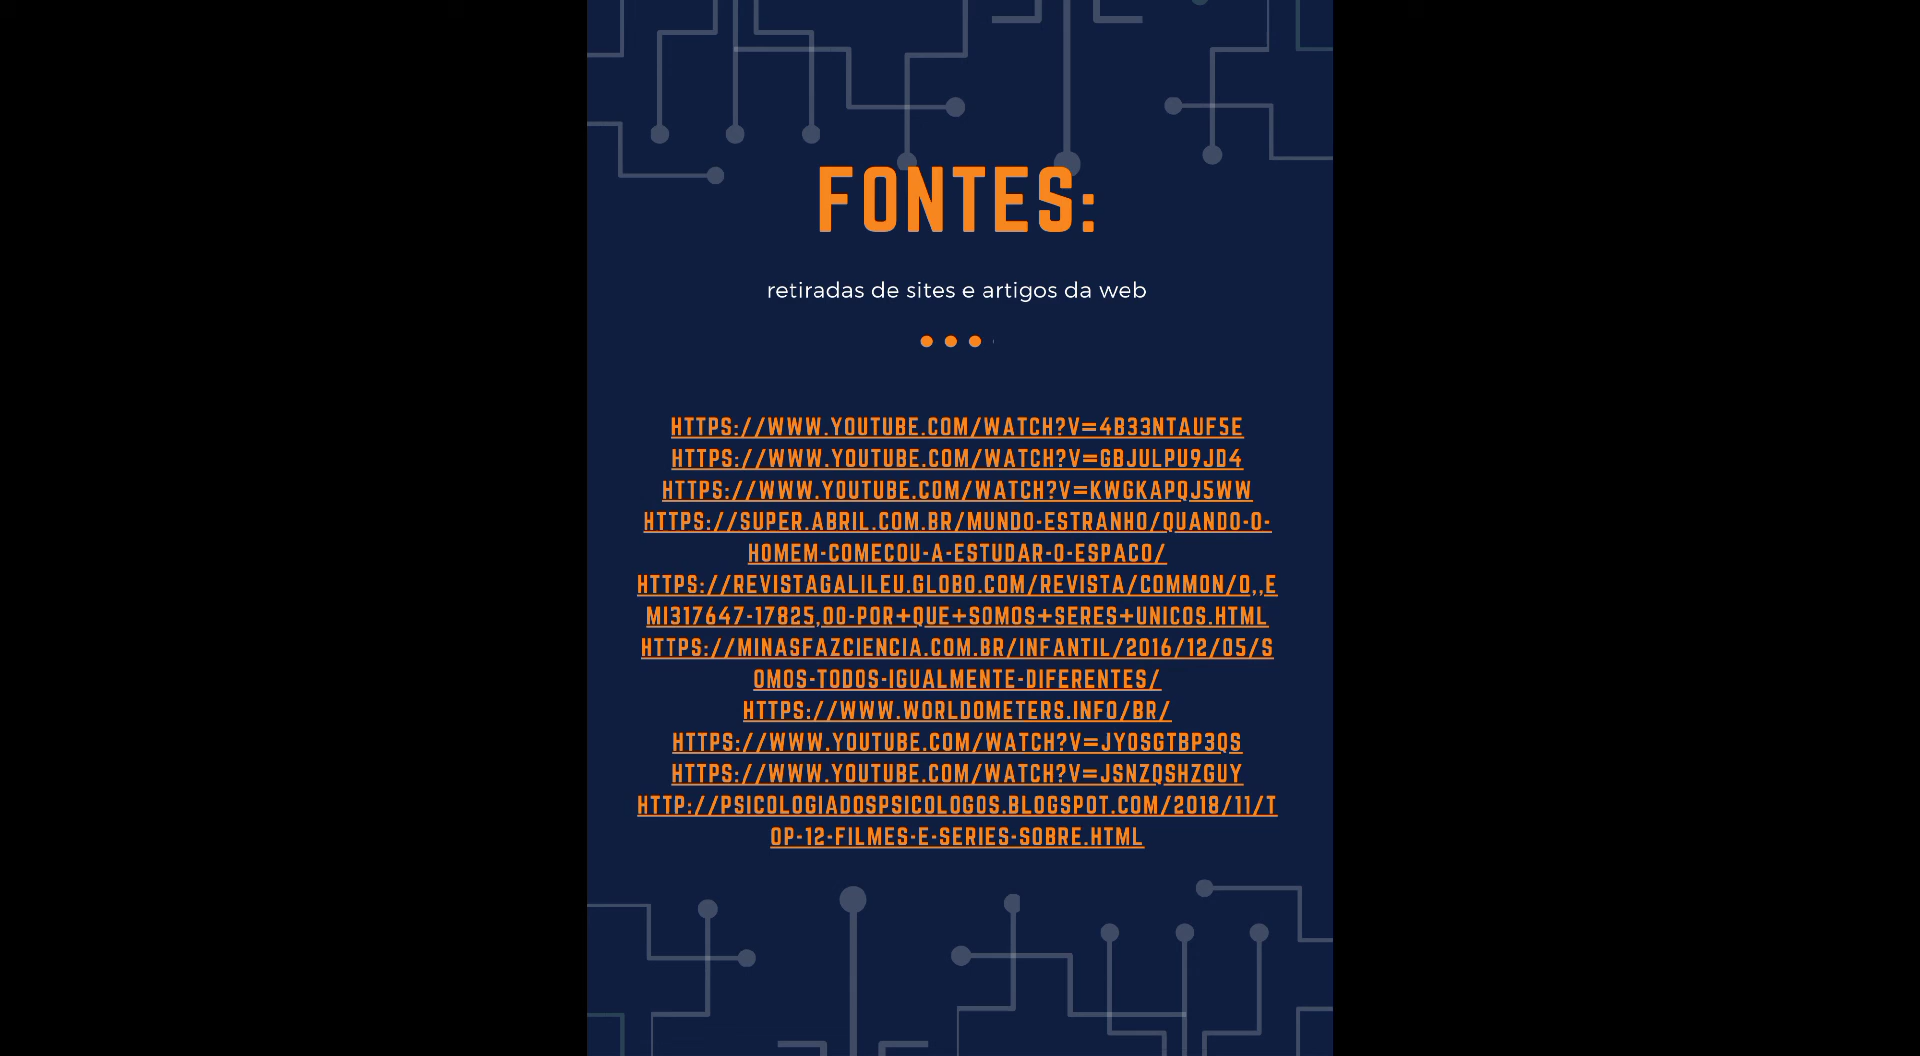 FONTES:
retiradas de sites e artigos da web
HTTPS://WWW.YOUTUBE.COM/WATCH?V=4B33NTAUF5E
HTTPS://WWW.YOUTUBE.COM/WATCH?V=GBJULPU9JD4
HTTPS://WWW.YOUTUBE.COM/WATCH?V=KWGKAPQJ5WW
HTTPS://SUPER.ABRIL.COM.BR/MUNDO-ESTRANHO/QUANDO-O-
HOMEM-COMECOU-A-ESTUDAR-O-ESPACO/
HTTPS://REVISTAGALILEU.GLOBO.COM/REVISTA/COMMON/0,,E
MI317647-17825,00-POR+QUE+SOMOS+SERES+UNICOS.HTML
HTTPS://MINASFAZCIENCIA.COM.BR/INFANTIL/2016/12/05/S
OMOS-TODOS-IGUALMENTE-DIFERENTES/
HTTPS://WWW.WORLDOMETERS.INFO/BR/
HTTPS://WWW.YOUTUBE.COM/WATCH?V=JYOSGTBP3QS
HTTPS://WWW.YOUTUBE.COM/WATCH?V=JSNZQSHZGUY
HTTP://PSICOLOGIADOSPSICOLOGOS.BLOGSPOT.COM/2018/11/T
OP-12-FILMES-E-SERIES-SOBRE.HTML